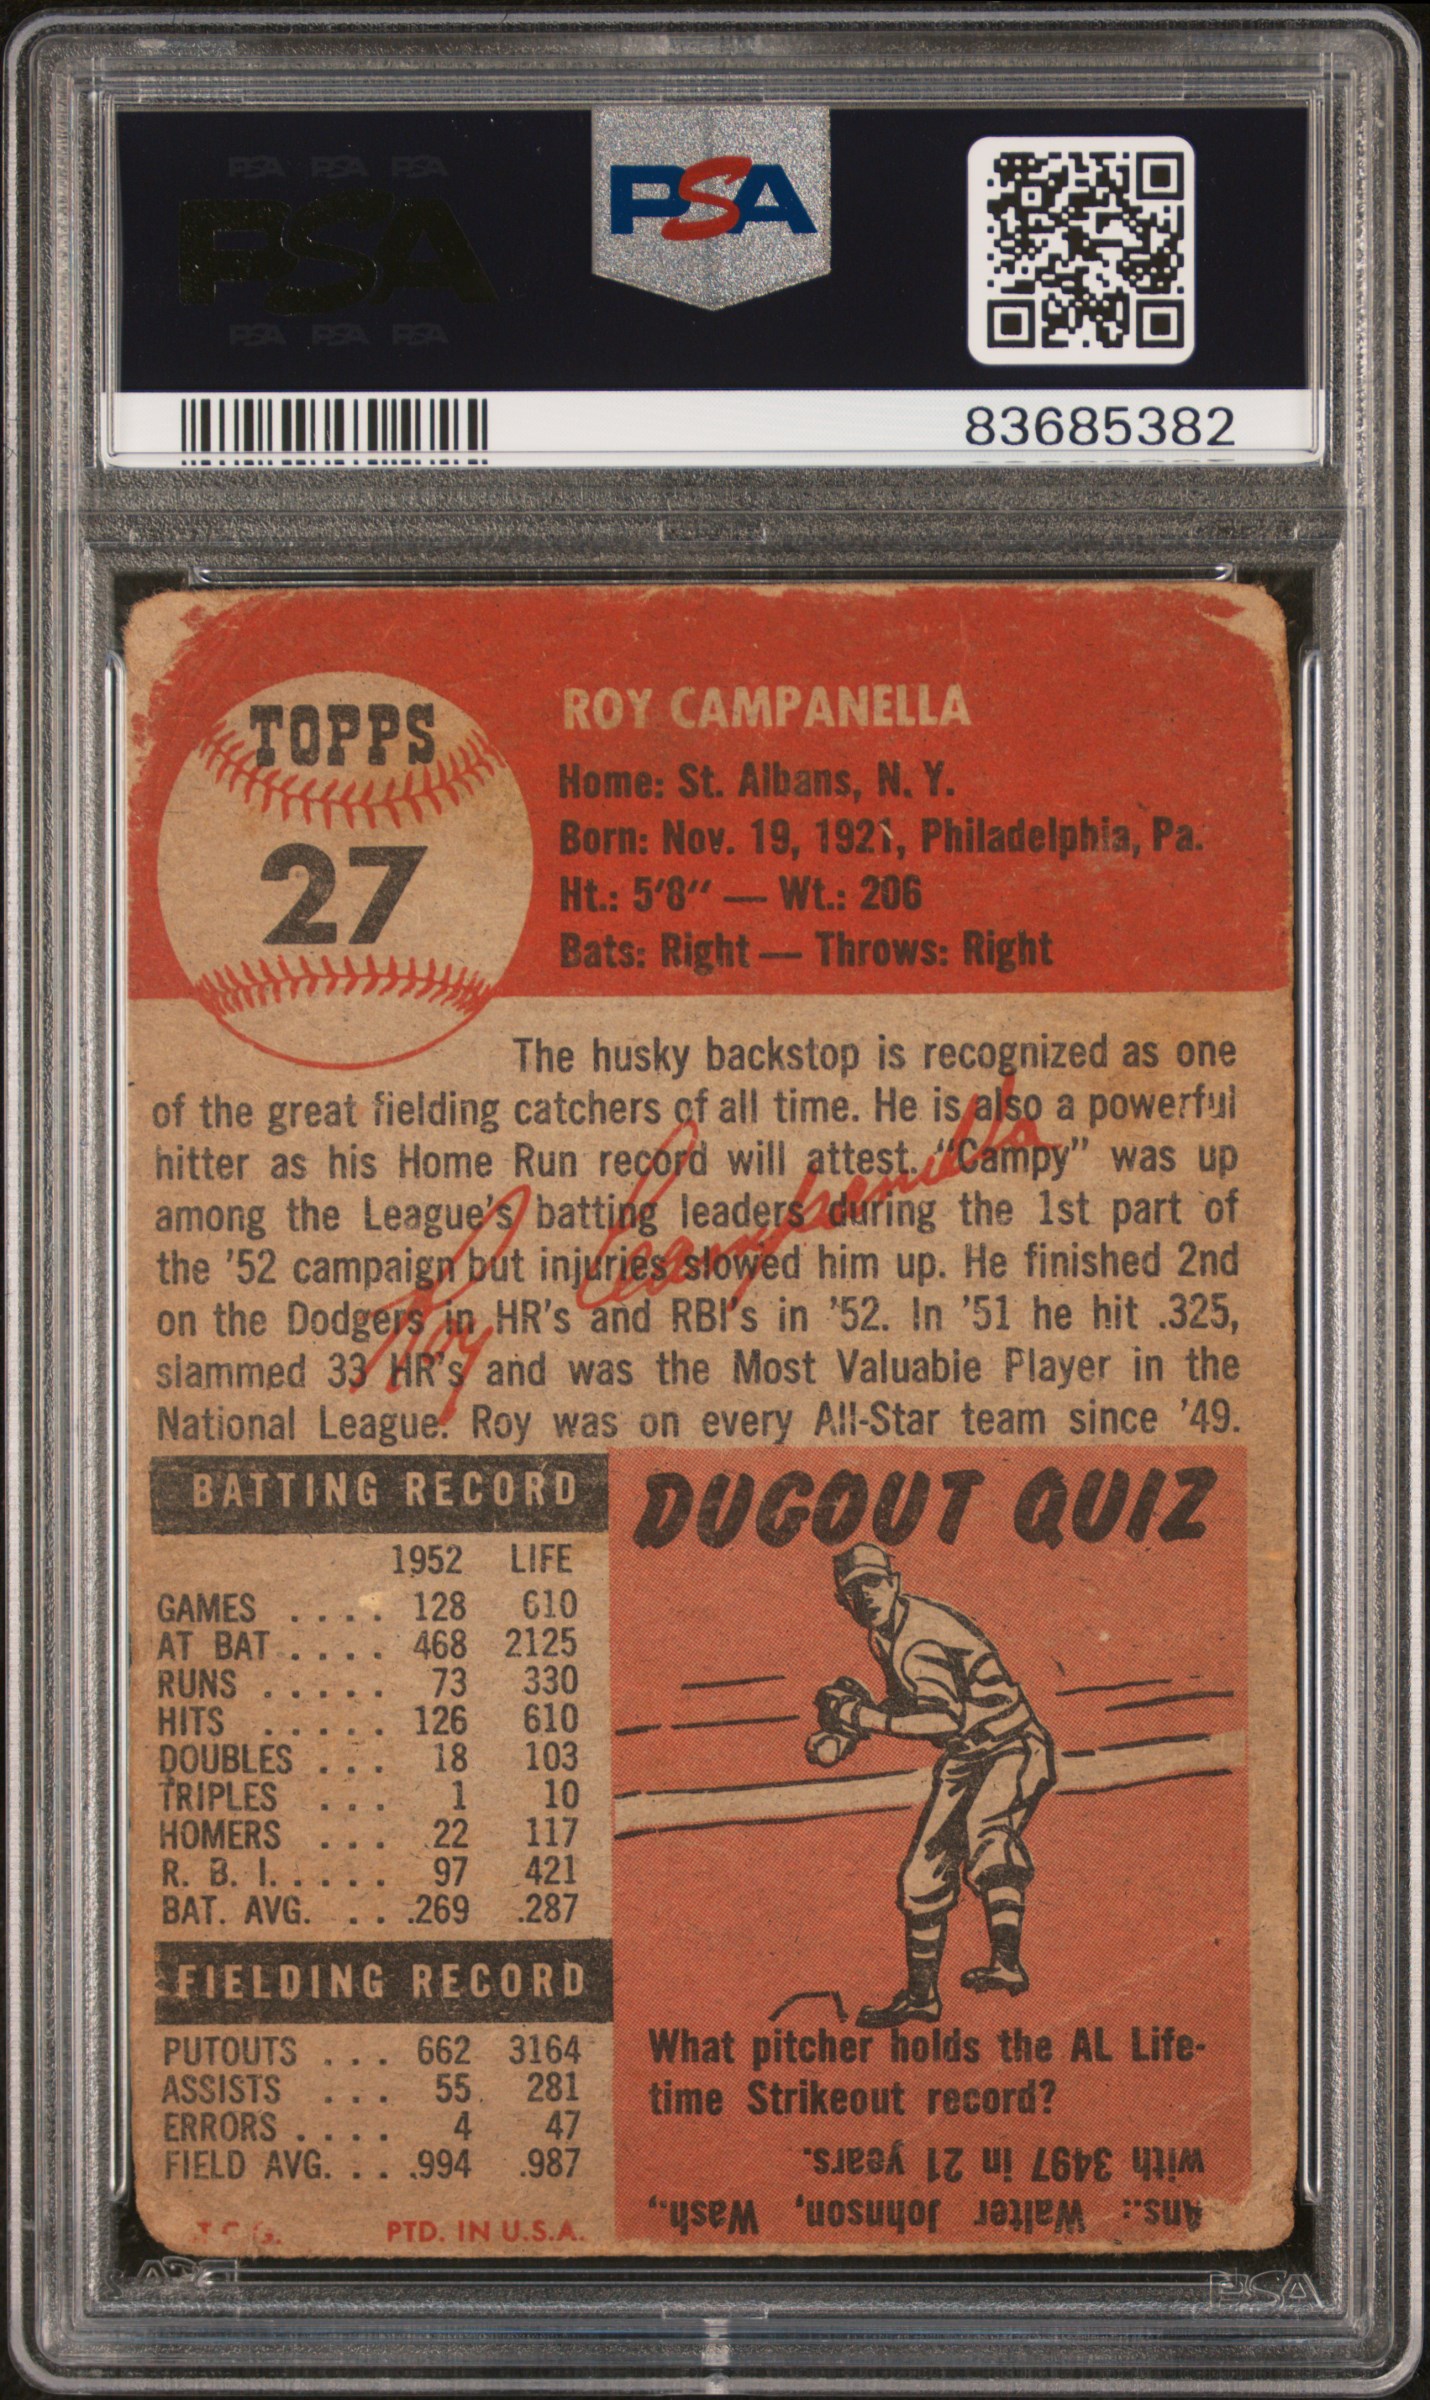 PSA PSA PSA
PSA
PSA PSA PSA
PSA
83685382
TOPPS
27
ROY CAMPANELLA
Home: St. Albans, N. Y.
Born: Nov. 19, 1921, Philadelphia, Pa.
Ht.: 5'8" — Wt.: 206
Bats: Right — Throws: Right
The husky backstop is recognized as one
of the great fielding catchers of all time. He is also a powerful
hitter as his Home Run record will attest. "Campy" was up
among the League's batting leaders during the 1st part of
the '52 campaign but injuries slowed him up. He finished 2nd
on the Dodgers in HR's and RBI's in '52. In '51 he hit .325,
slammed 33 HR's and was the Most Valuable Player in the
National League. Roy was on every All-Star team since '49.
Roy Campanella
BATTING RECORD
1952 LIFE
GAMES .... 128 610
AT BAT .... 468 2125
RUNS ..... 73 330
HITS ..... 126 610
DOUBLES ... 18 103
TRIPLES ... 1 10
HOMERS ... 22 117
R. B. I. ..... 97 421
BAT. AVG. ... .269 .287
FIELDING RECORD
PUTOUTS ... 662 3164
ASSISTS ... 55 281
ERRORS .... 4 47
FIELD AVG. ... .994 .987
T.C.G. PTD. IN U.S.A.
DUGOUT QUIZ
What pitcher holds the AL Life-
time Strikeout record?
Ans.: Walter Johnson, Wash.,
with 3497 in 21 years.
PSA
PSA